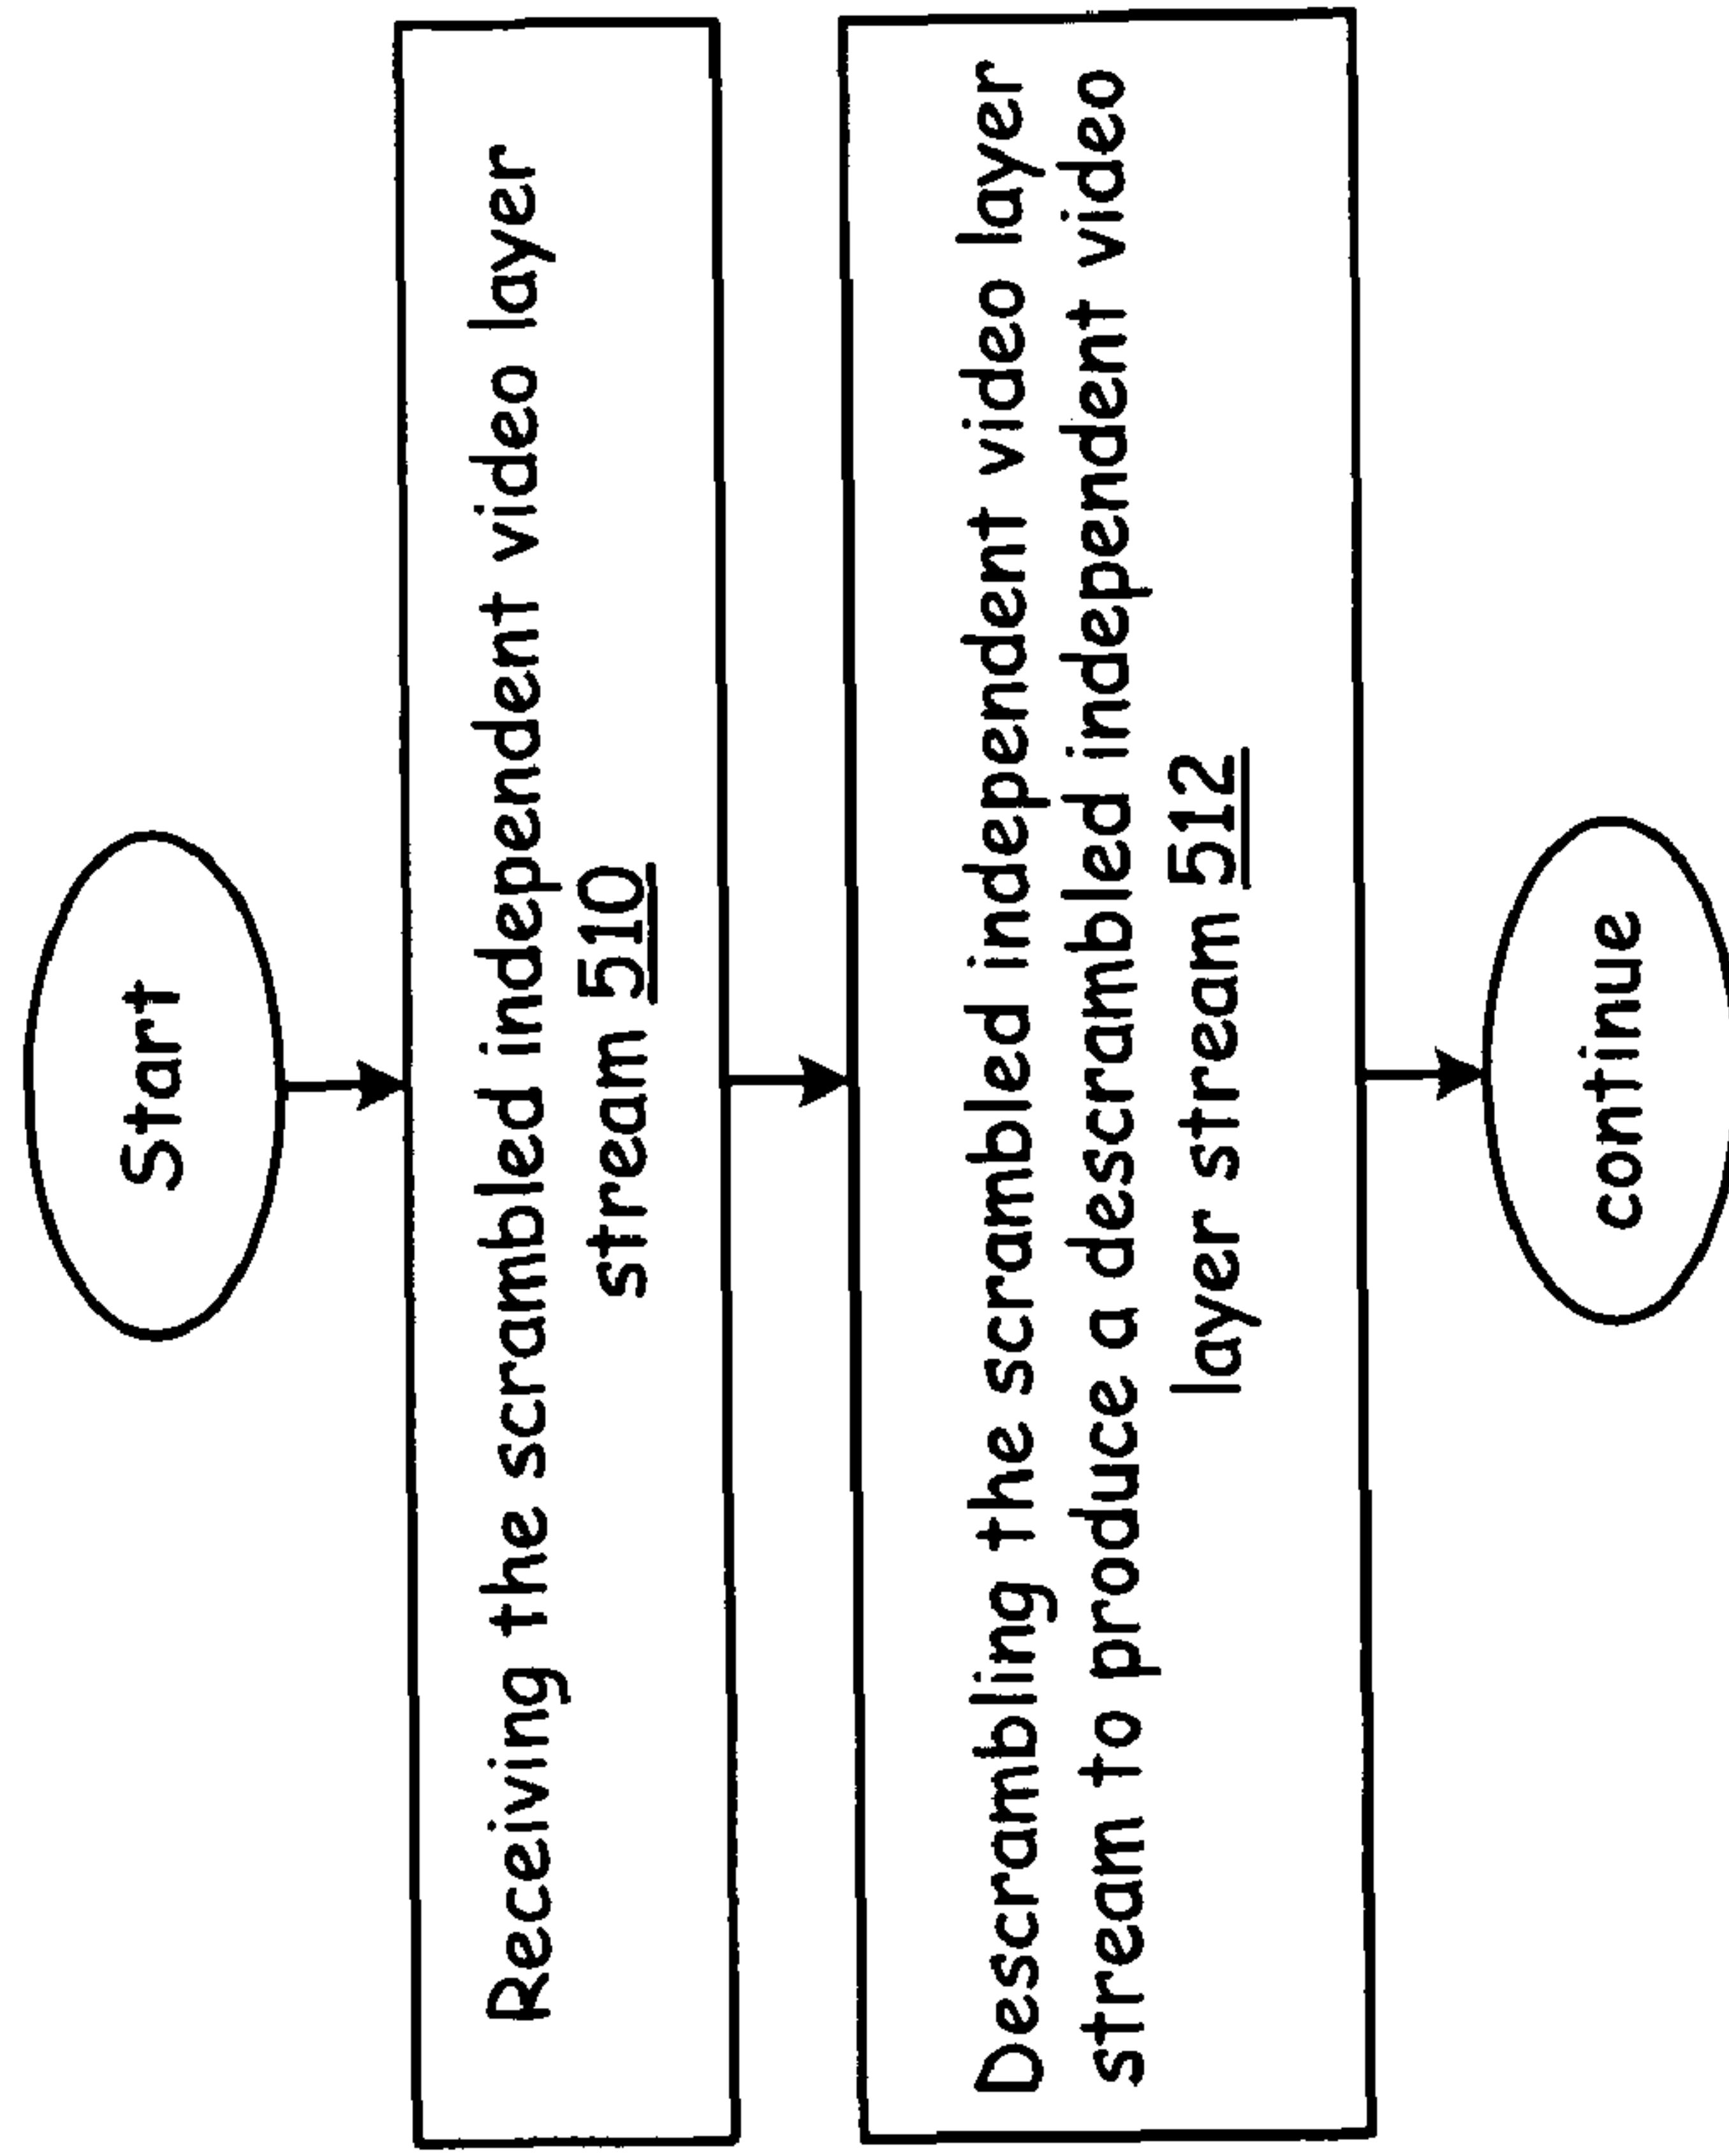 Start
Receiving the scrambled independent video layer
stream 510
Descrambling the scrambled independent video layer
stream to produce a descrambled independent video
layer stream 512
continue